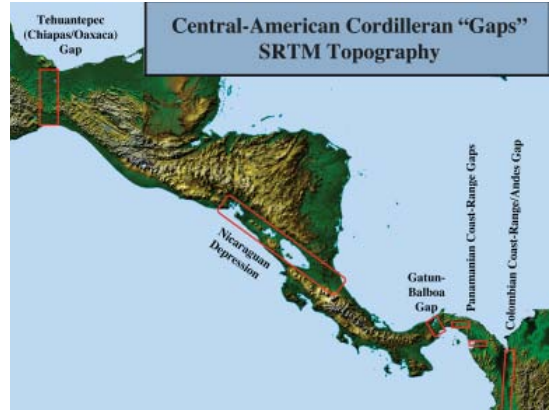 Central-American Cordilleran “Gaps”
SRTM Topography
Tehuantepec
(Chiapas/Oaxaca)
Gap
Nicaraguan
Depression
Gatun-
Balboa
Gap
Panamanian Coast-Range Gaps
Colombian Coast-Range/Andes Gap